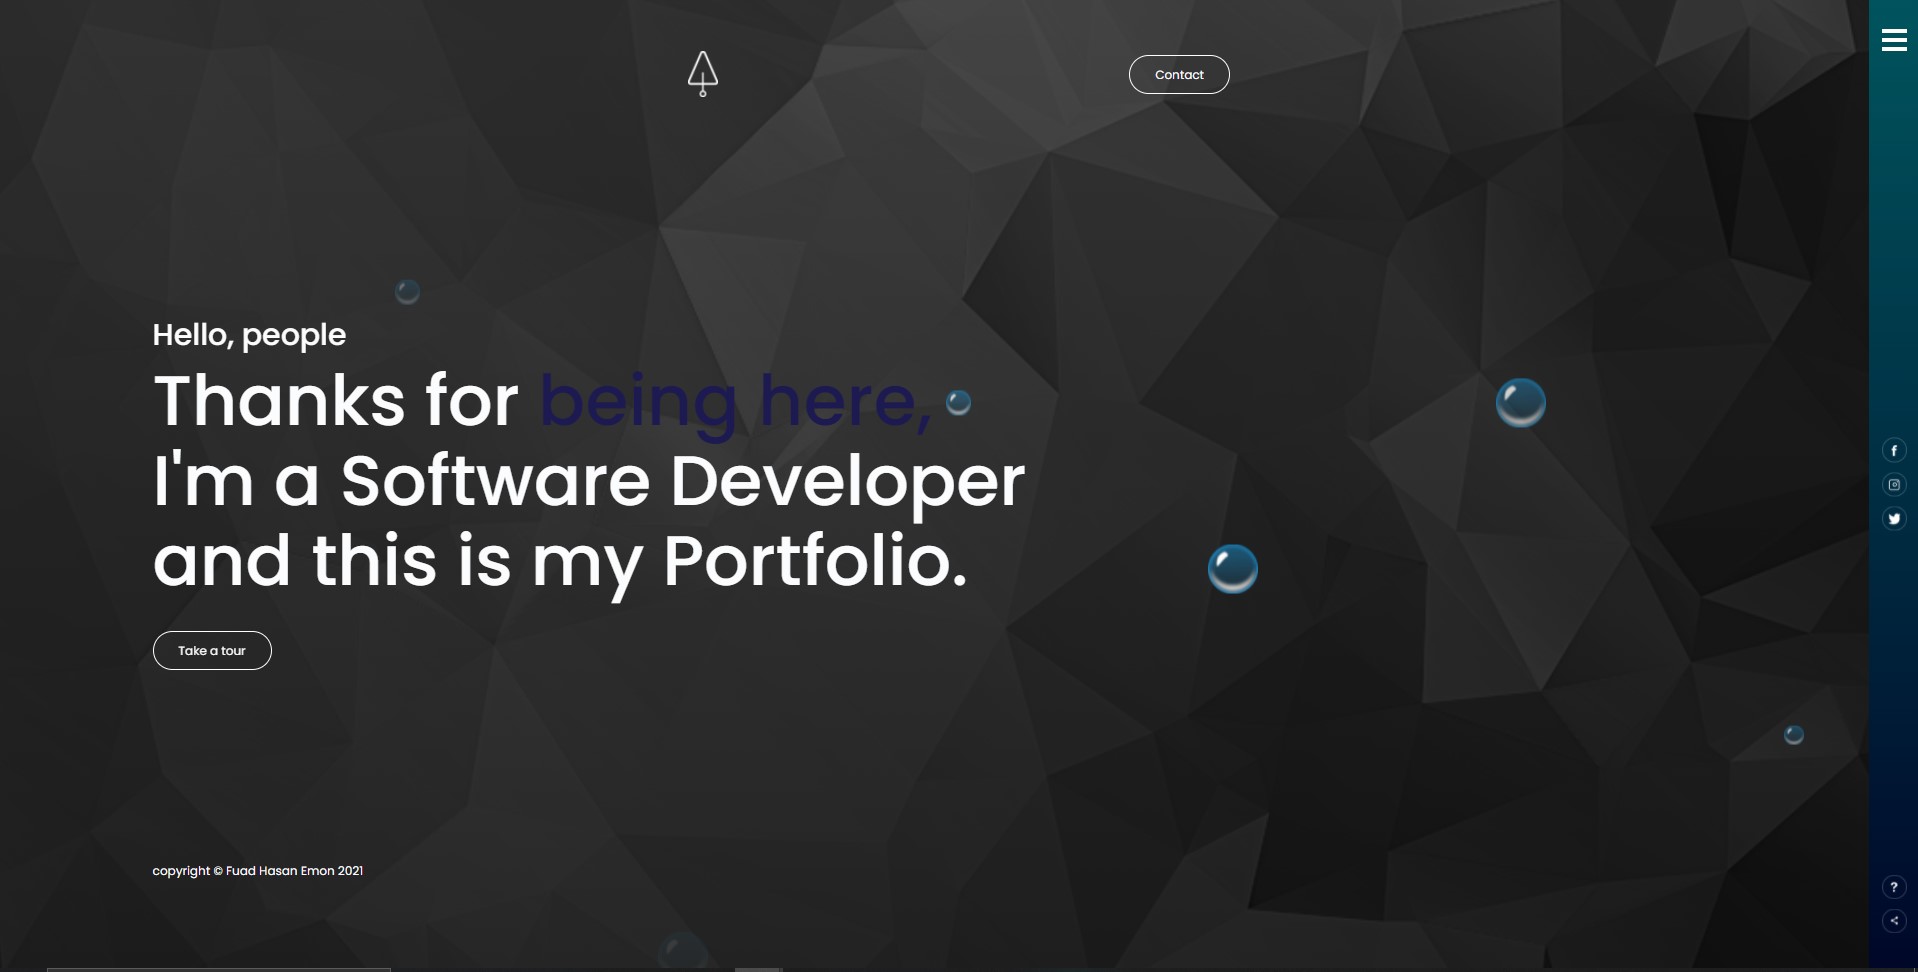 Contact
Hello, people
Thanks for being here,
I'm a Software Developer
and this is my Portfolio.
Take a tour
copyright © Fuad Hasan Emon 2021
?